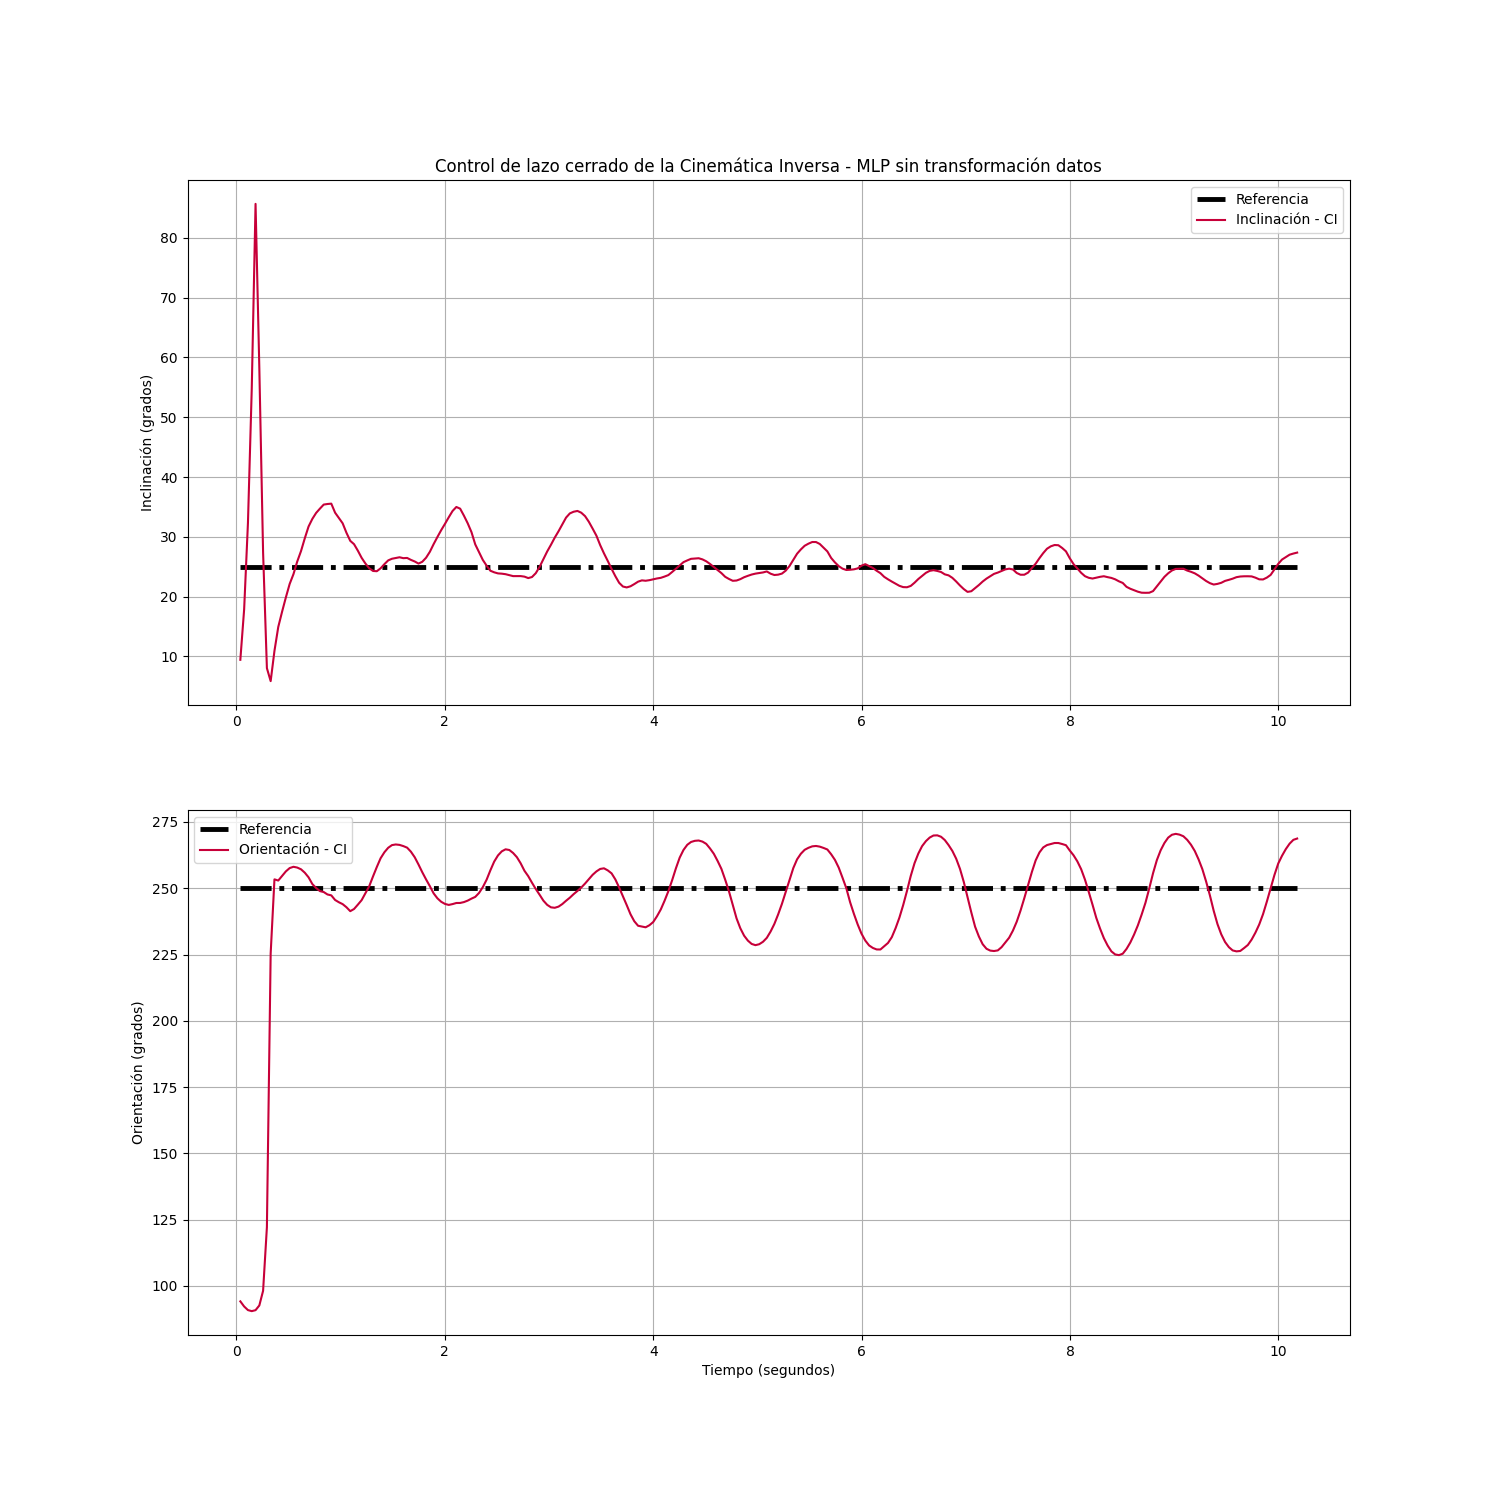 Control de lazo cerrado de la Cinemática Inversa - MLP sin transformación datos
Referencia
Inclinación - CI
Inclinación (grados)
80
70
60
50
40
30
20
10
0 2 4 6 8 10
Referencia
Orientación - CI
Orientación (grados)
275
250
225
200
175
150
125
100
0 2 4 6 8 10
Tiempo (segundos)